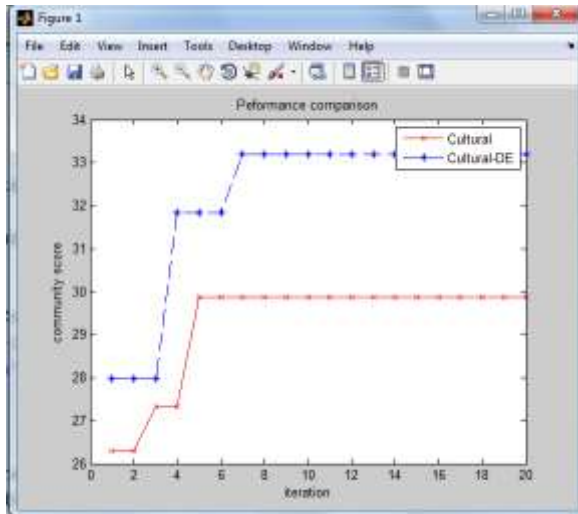 Figure 1
File Edit View Insert Tools Desktop Window Help
Peformance comparison
34
33
32
31
30
29
28
27
26
0 2 4 6 8 10 12 14 16 18 20
community score
iteration
Cultural
Cultural-DE